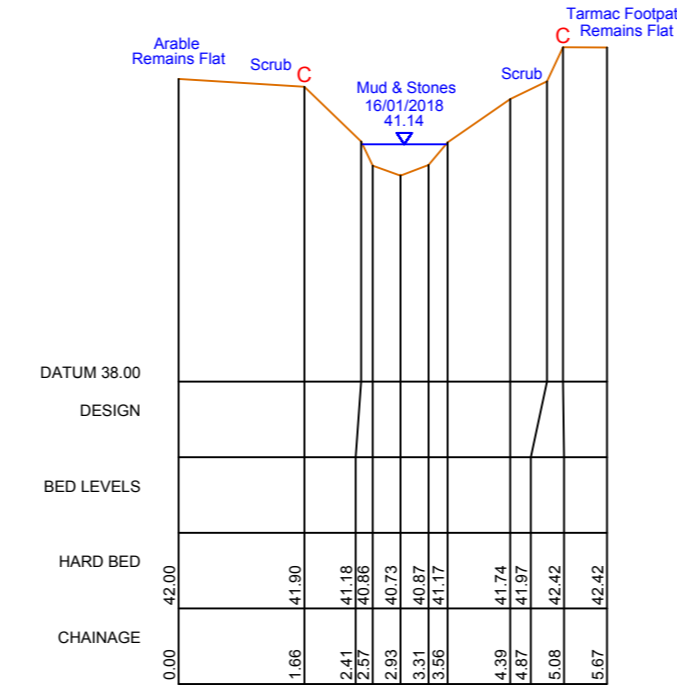 Tarmac Footpat
Remains Flat
C
Arable
Remains Flat
Scrub
C
Scrub
Mud & Stones
16/01/2018
41.14
DATUM 38.00
DESIGN
BED LEVELS
HARD BED
42.00
41.90
41.18
40.86
40.73
40.87
41.17
41.74
41.97
42.42
42.42
CHAINAGE
0.00
1.66
2.41
2.57
2.93
3.31
3.56
4.39
4.87
5.08
5.67